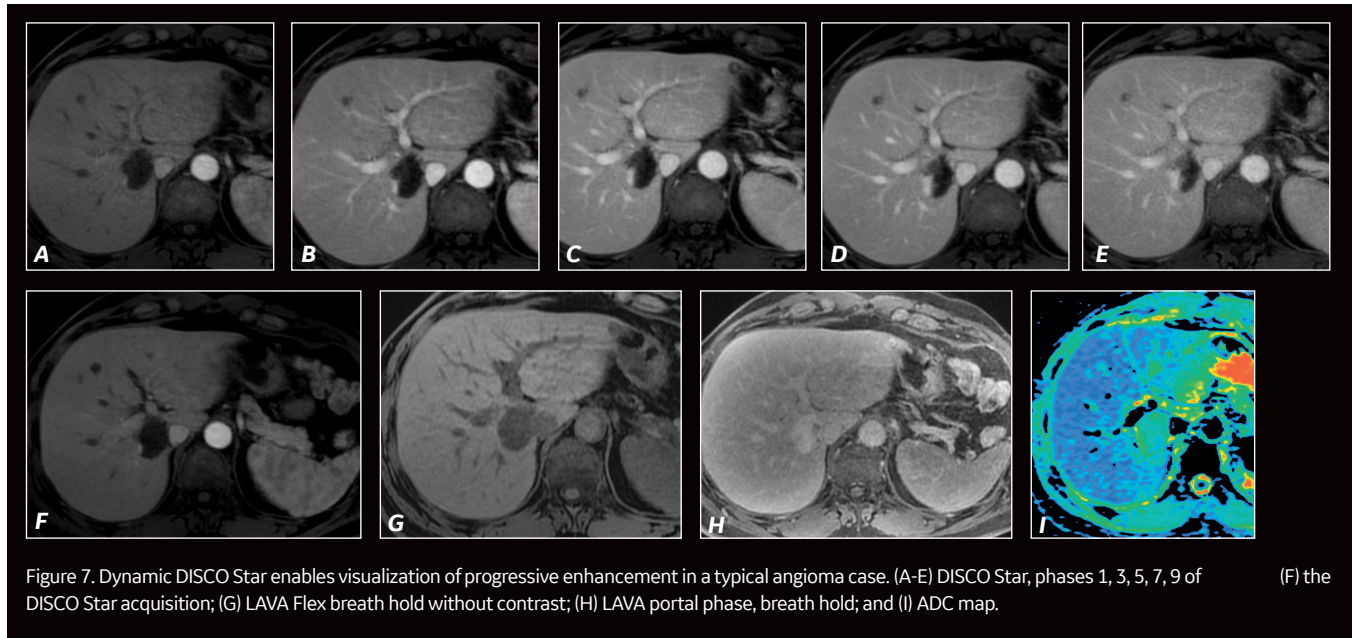 A
B
C
D
E
F
G
H
I
Figure 7. Dynamic DISCO Star enables visualization of progressive enhancement in a typical angioma case. (A-E) DISCO Star, phases 1, 3, 5, 7, 9 of (F) the
DISCO Star acquisition; (G) LAVA Flex breath hold without contrast; (H) LAVA portal phase, breath hold; and (I) ADC map.